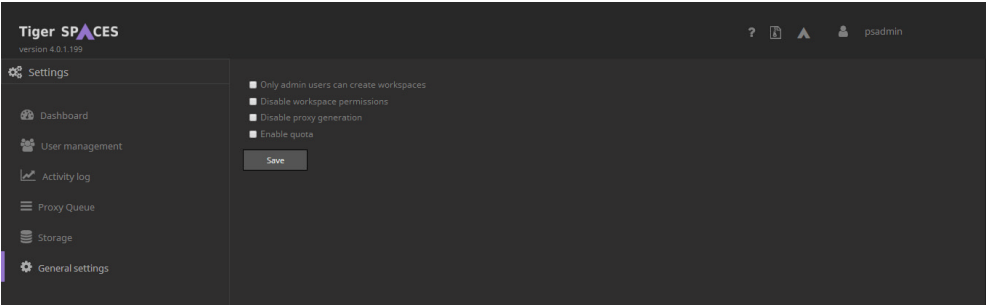 Tiger SPACES
version 4.0.1.199
? psadmin
Settings
Only admin users can create workspaces
Disable workspace permissions
Disable proxy generation
Enable quota
Save
Dashboard
User management
Activity log
Proxy Queue
Storage
General settings